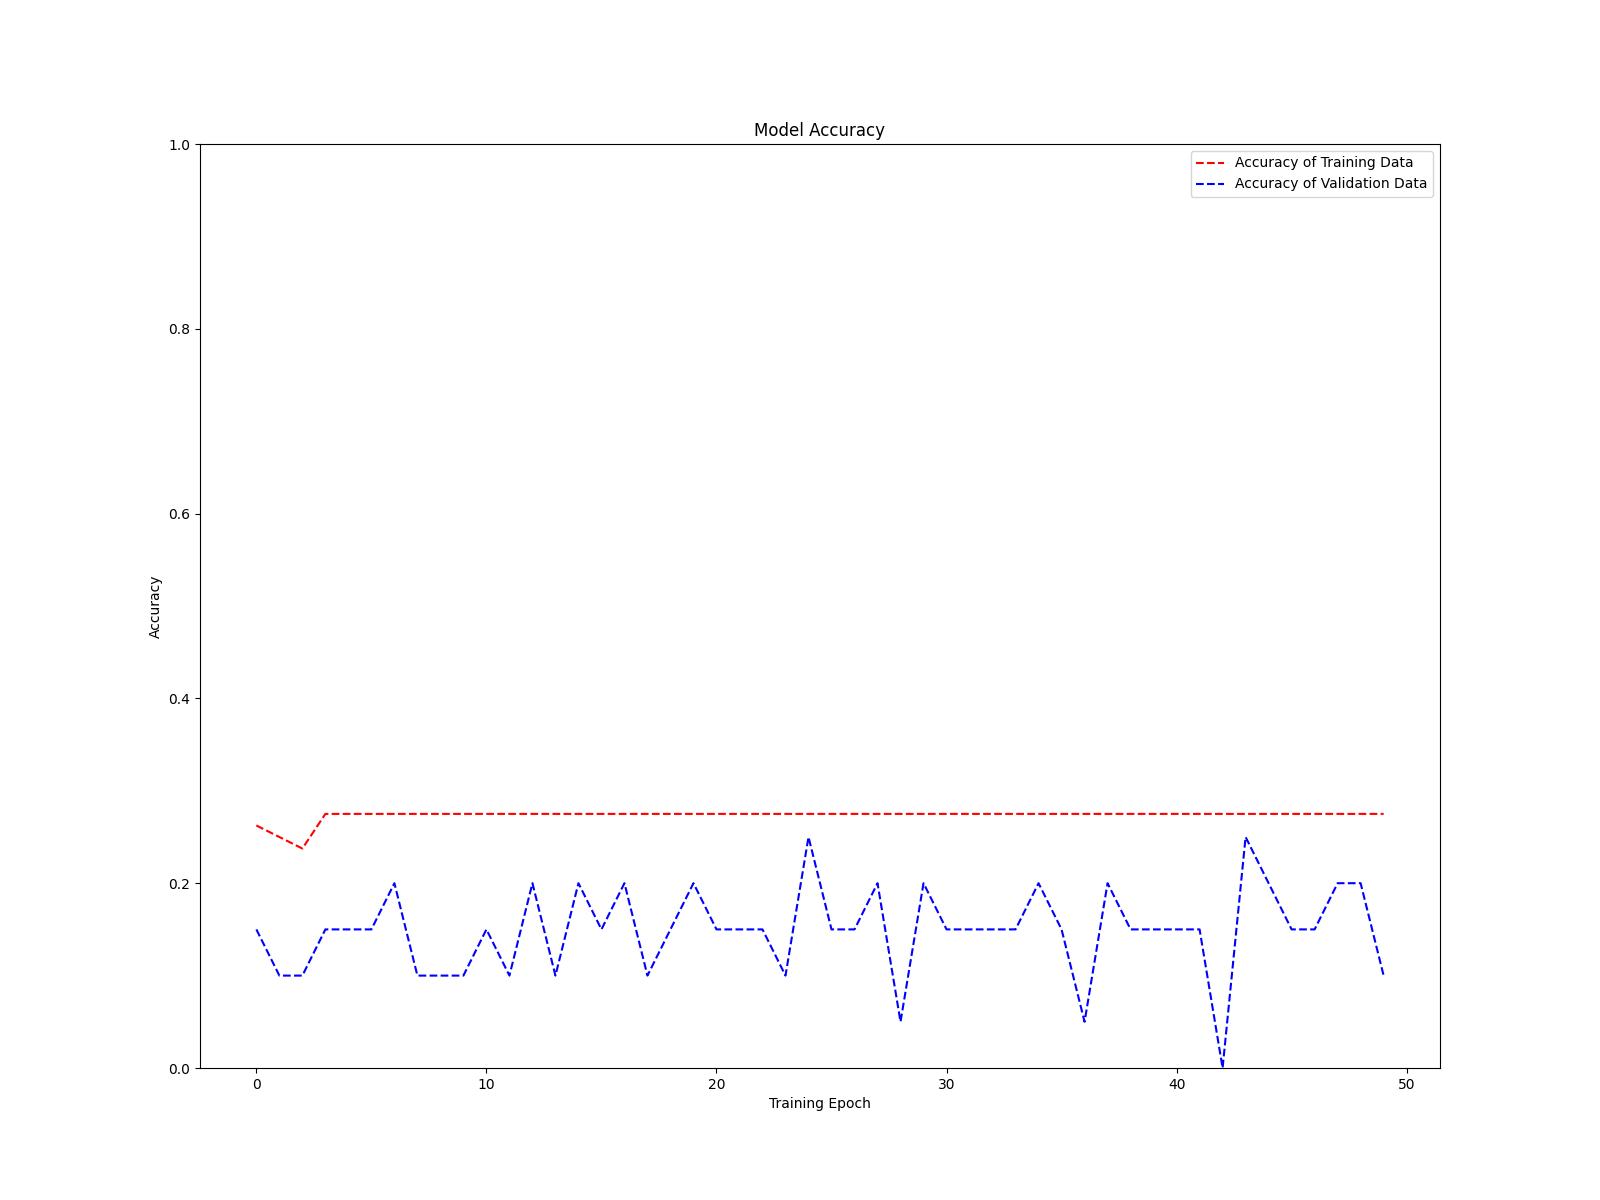 Model Accuracy
Accuracy of Training Data
Accuracy of Validation Data
1.0
0.8
0.6
0.4
0.2
0.0
Accuracy
0 10 20 30 40 50
Training Epoch